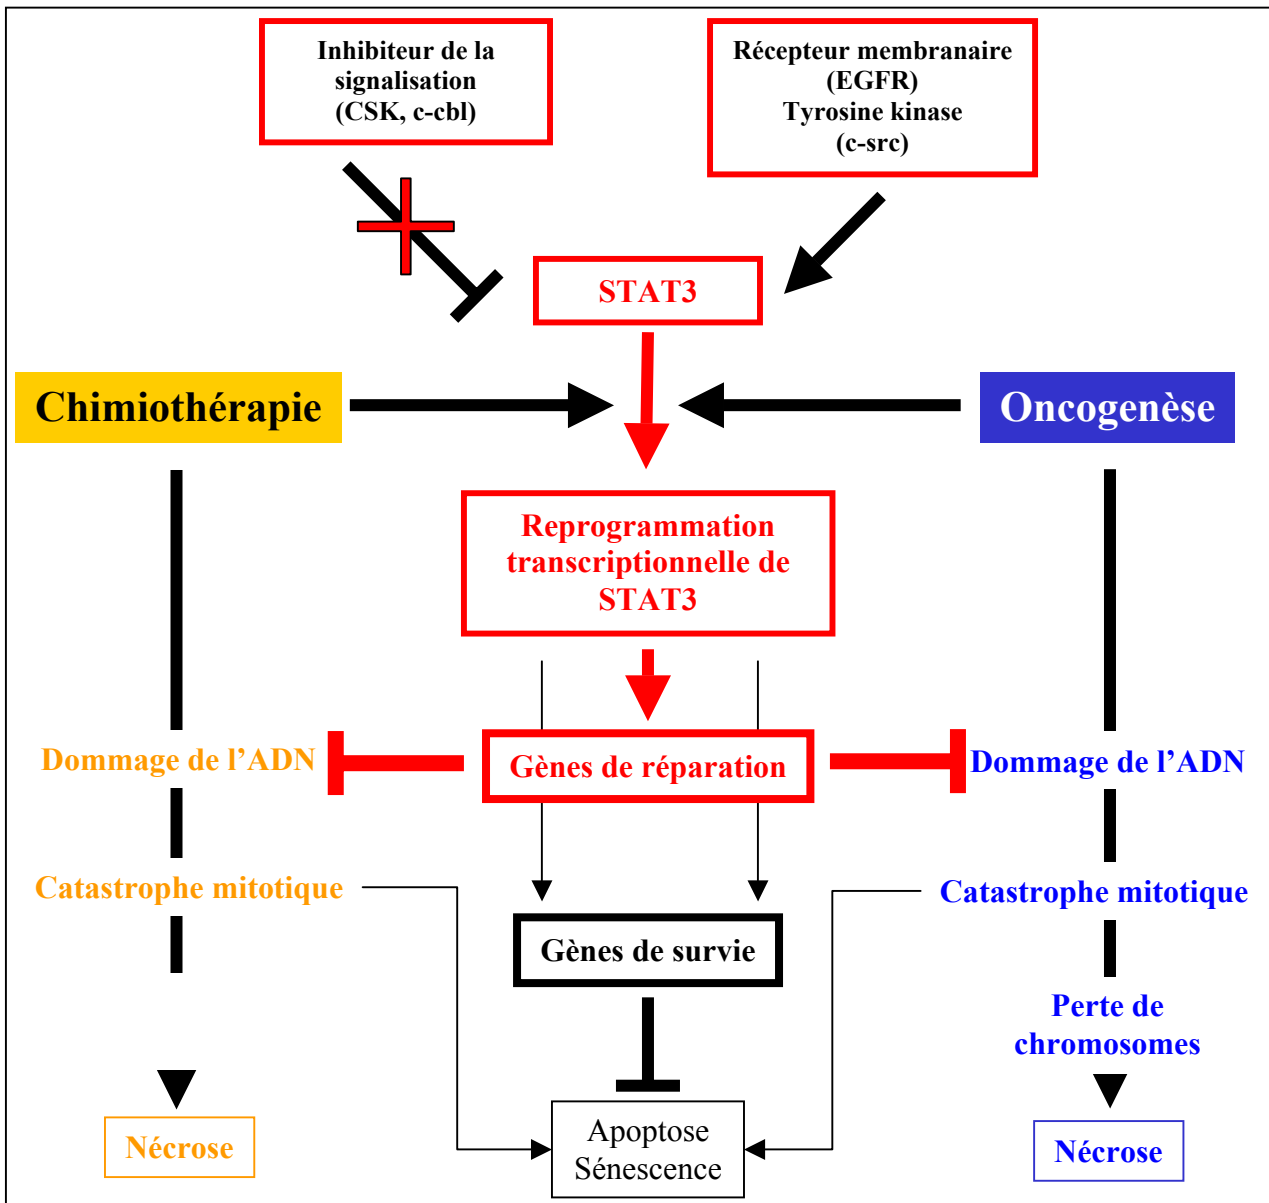 Inhibiteur de la
signalisation
(CSK, c-cbl)
Récepteur membranaire
(EGFR)
Tyrosine kinase
(c-src)
STAT3
Chimiothérapie
Oncogenèse
Reprogrammation
transcriptionnelle de
STAT3
Dommage de l’ADN
Gènes de réparation
Dommage de l’ADN
Catastrophe mitotique
Catastrophe mitotique
Gènes de survie
Perte de
chromosomes
Nécrose
Apoptose
Sénescence
Nécrose